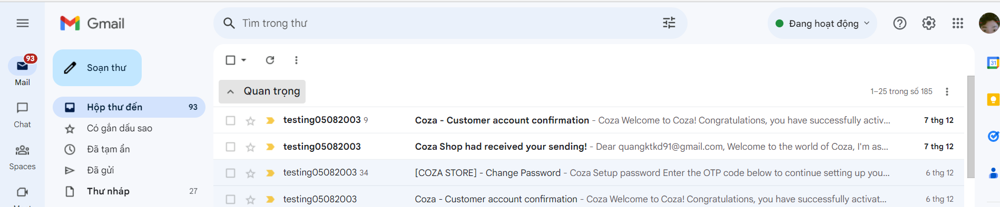 Gmail
Tìm trong thư
Đang hoạt động
93
Mail
Soạn thư
31
Quan trọng
1–25 trong số 185
Hộp thư đến 93
Chat
Có gắn dấu sao
Đã tạm ẩn
Spaces
Đã gửi
Thư nháp 27
testing05082003 9 Coza - Customer account confirmation - Coza Welcome to Coza! Congratulations, you have successfully activ... 7 thg 12
testing05082003 Coza Shop had received your sending! - Dear quangktkd91@gmail.com, Welcome to the world of Coza, I'm as... 7 thg 12
testing05082003 34 [COZA STORE] - Change Password - Coza Setup password Enter the OTP code below to continue setting up you... 6 thg 12
testing05082003 Coza - Customer account confirmation - Coza Welcome to Coza! Congratulations, you have successfully activat... 6 thg 12